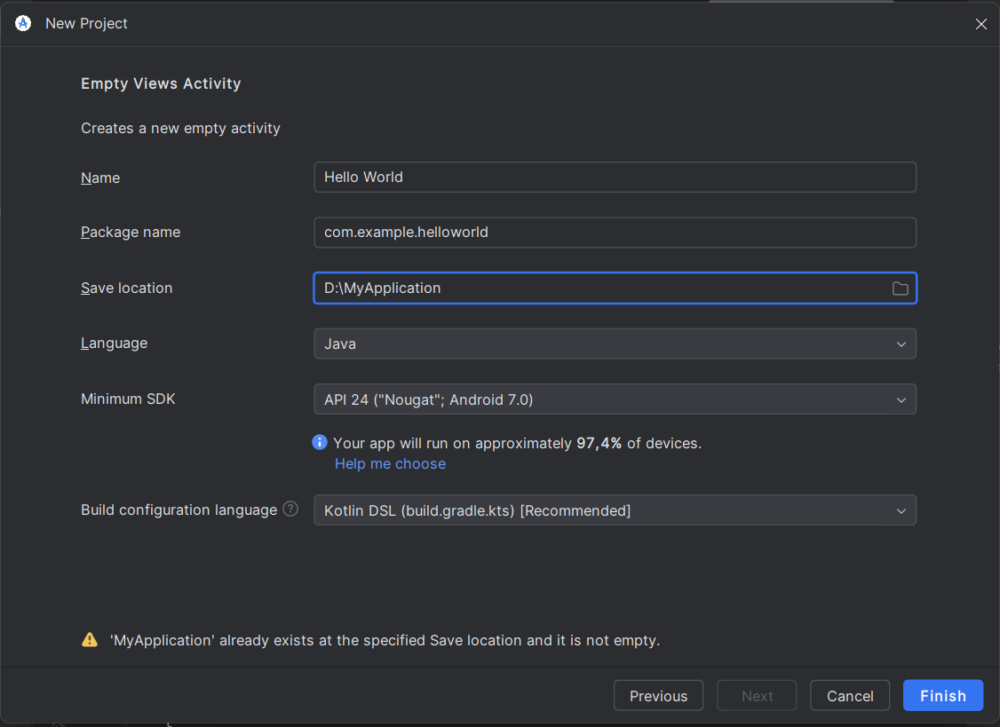 New Project
Empty Views Activity
Creates a new empty activity
Name Hello World
Package name com.example.helloworld
Save location D:\MyApplication
Language Java
Minimum SDK API 24 ("Nougat"; Android 7.0)
Your app will run on approximately 97,4% of devices.
Help me choose
Build configuration language ? Kotlin DSL (build.gradle.kts) [Recommended]
'MyApplication' already exists at the specified Save location and it is not empty.
Previous Next Cancel Finish